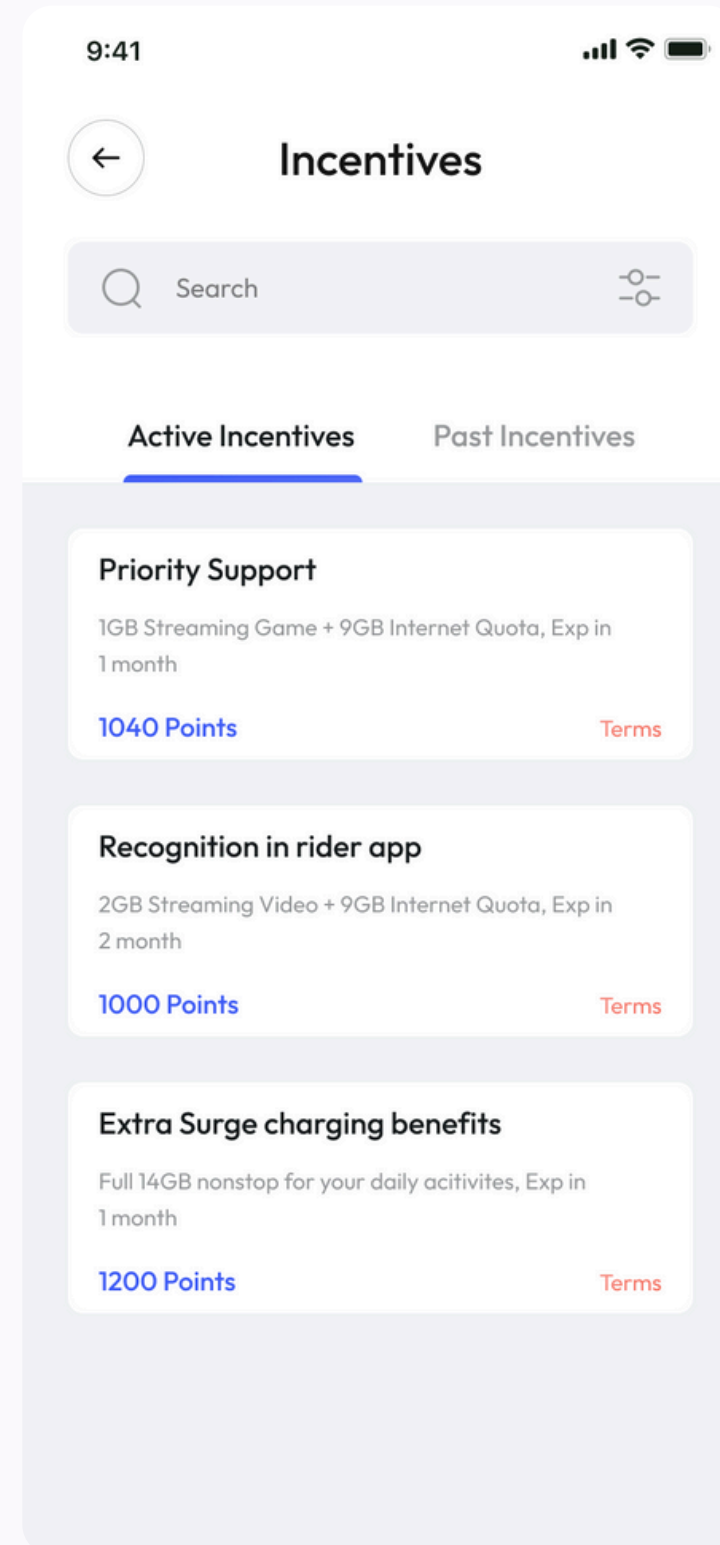 9:41
Incentives
Search
Active Incentives
Past Incentives
Priority Support
1GB Streaming Game + 9GB Internet Quota, Exp in
1 month
1040 Points
Terms
Recognition in rider app
2GB Streaming Video + 9GB Internet Quota, Exp in
2 month
1000 Points
Terms
Extra Surge charging benefits
Full 14GB nonstop for your daily acitivites, Exp in
1 month
1200 Points
Terms